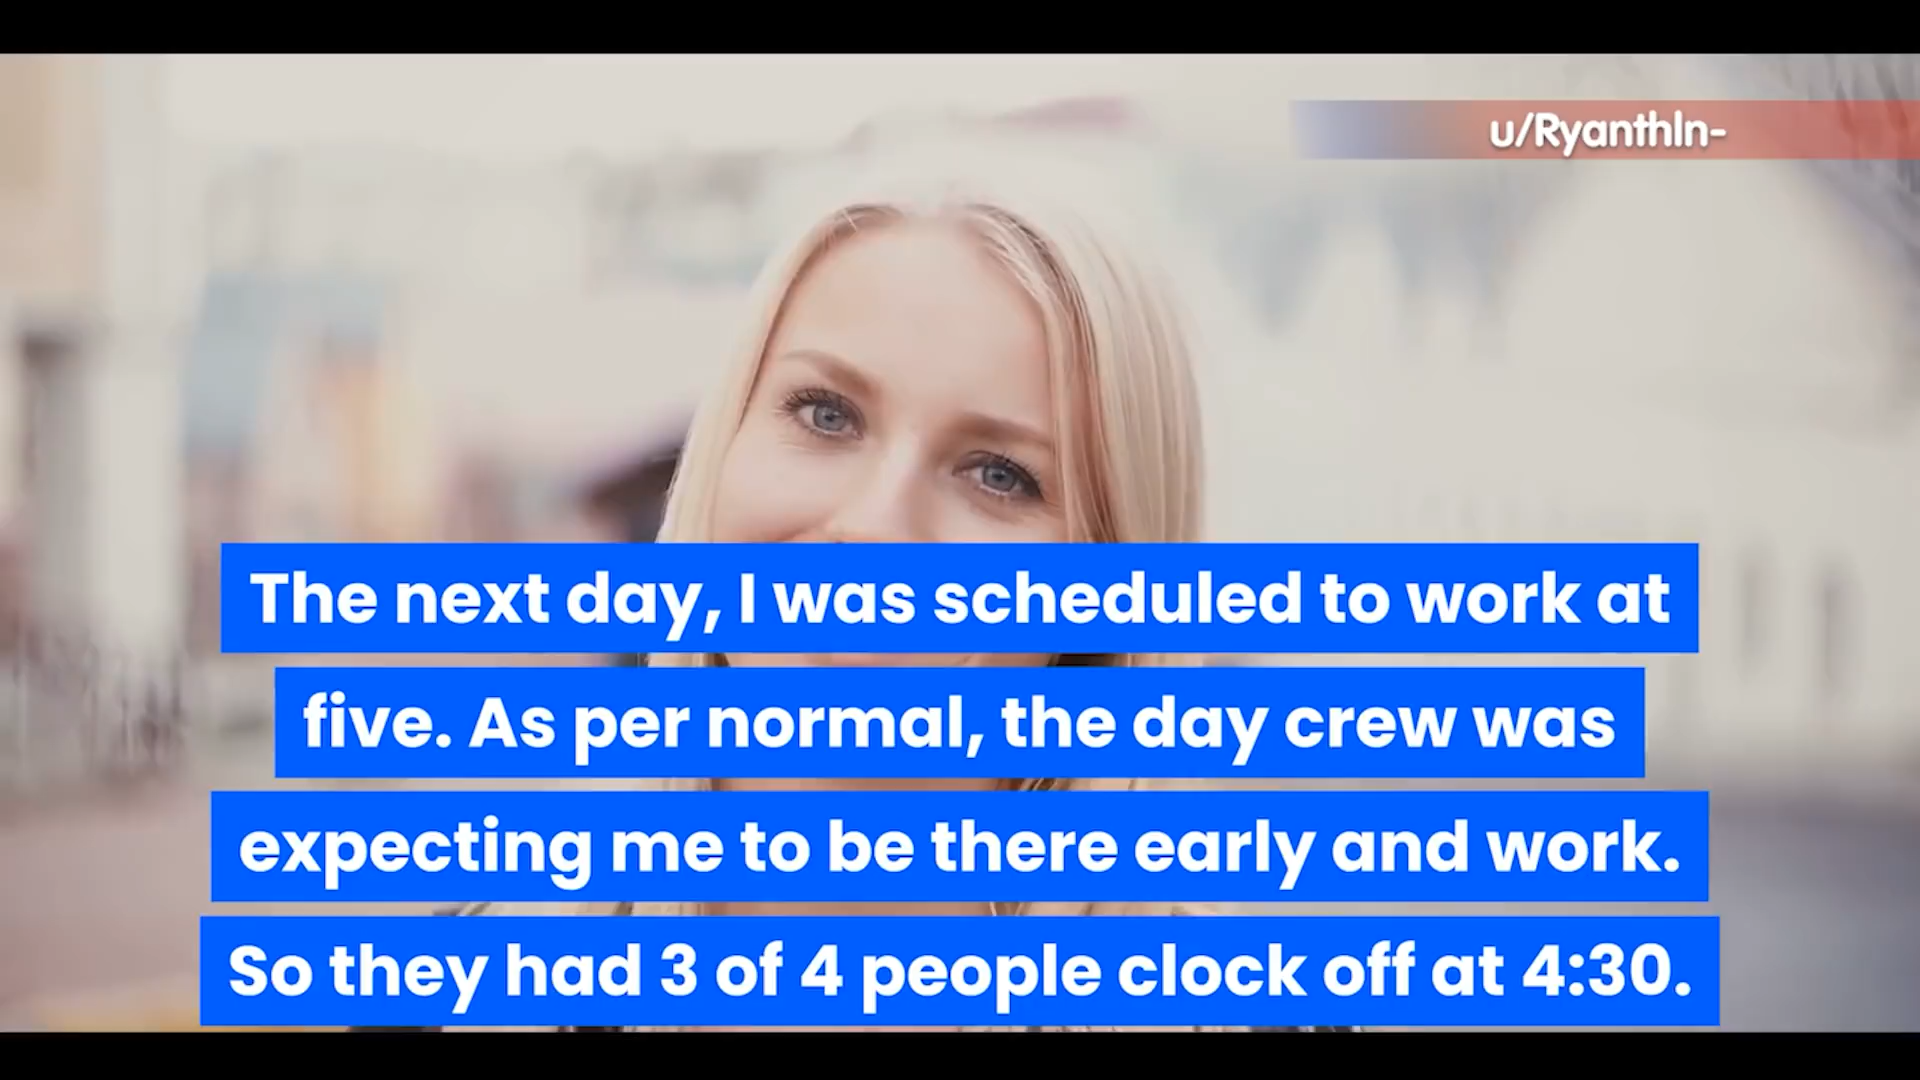 u/Ryanthln-
The next day, I was scheduled to work at
five. As per normal, the day crew was
expecting me to be there early and work.
So they had 3 of 4 people clock off at 4:30.